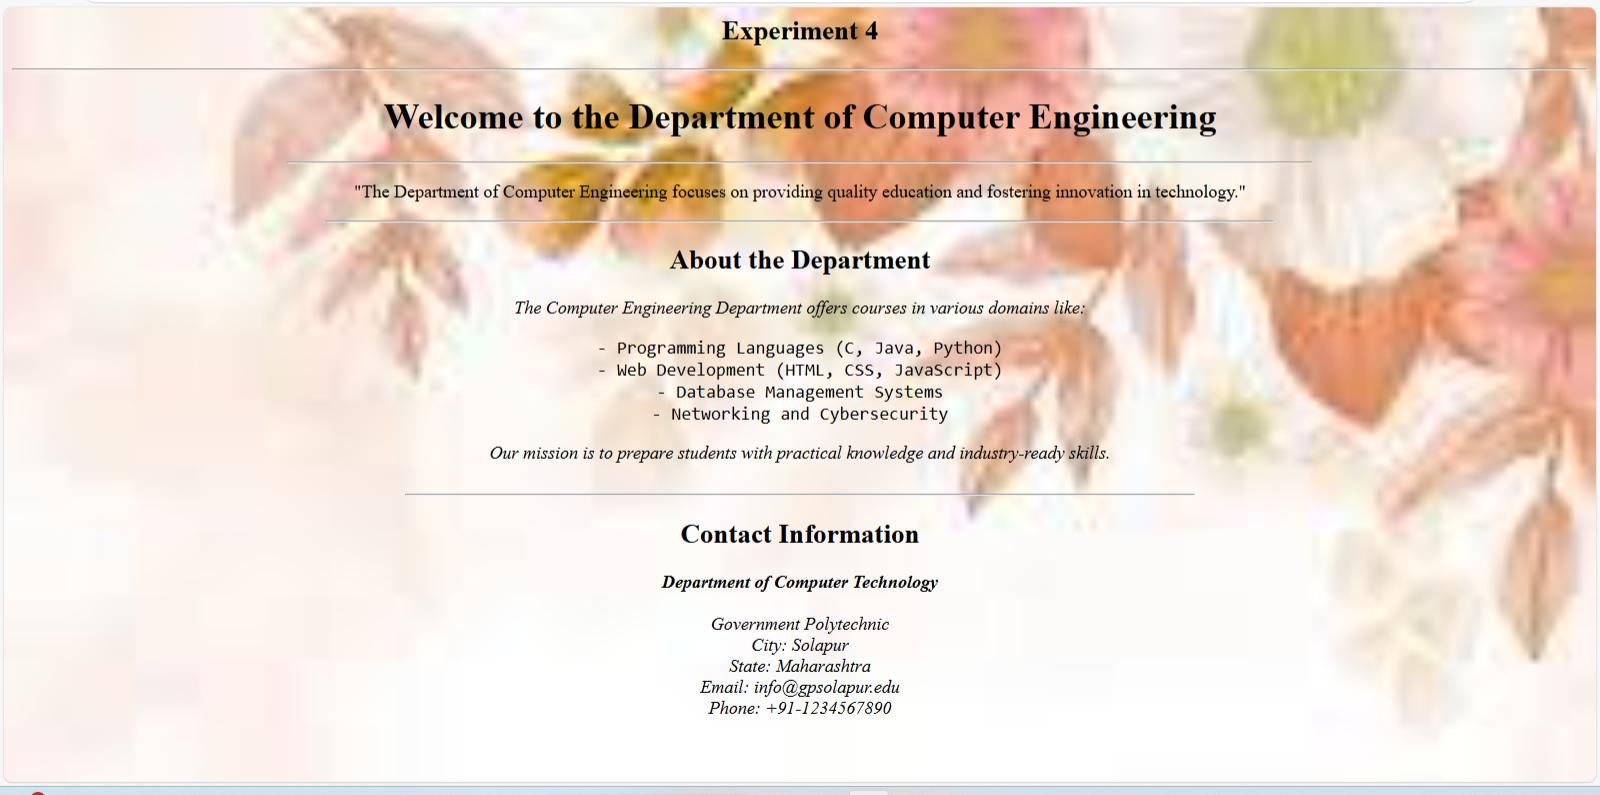 Experiment 4
Welcome to the Department of Computer Engineering
"The Department of Computer Engineering focuses on providing quality education and fostering innovation in technology."
About the Department
The Computer Engineering Department offers courses in various domains like:
- Programming Languages (C, Java, Python)
- Web Development (HTML, CSS, JavaScript)
- Database Management Systems
- Networking and Cybersecurity
Our mission is to prepare students with practical knowledge and industry-ready skills.
Contact Information
Department of Computer Technology
Government Polytechnic
City: Solapur
State: Maharashtra
Email: info@gpsolapur.edu
Phone: +91-1234567890